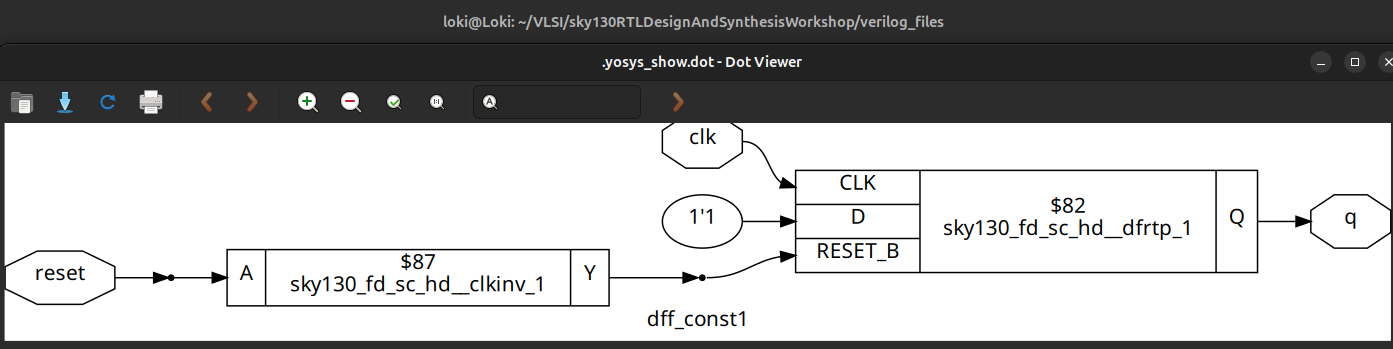 loki@Loki: ~/VLSI/sky130RTLDesignAndSynthesisWorkshop/verilog_files
.yosys_show.dot - Dot Viewer
clk
CLK
1'1
D
$82
sky130_fd_sc_hd__dfrtp_1
Q
q
RESET_B
reset
A
$87
sky130_fd_sc_hd__clkinv_1
Y
dff_const1